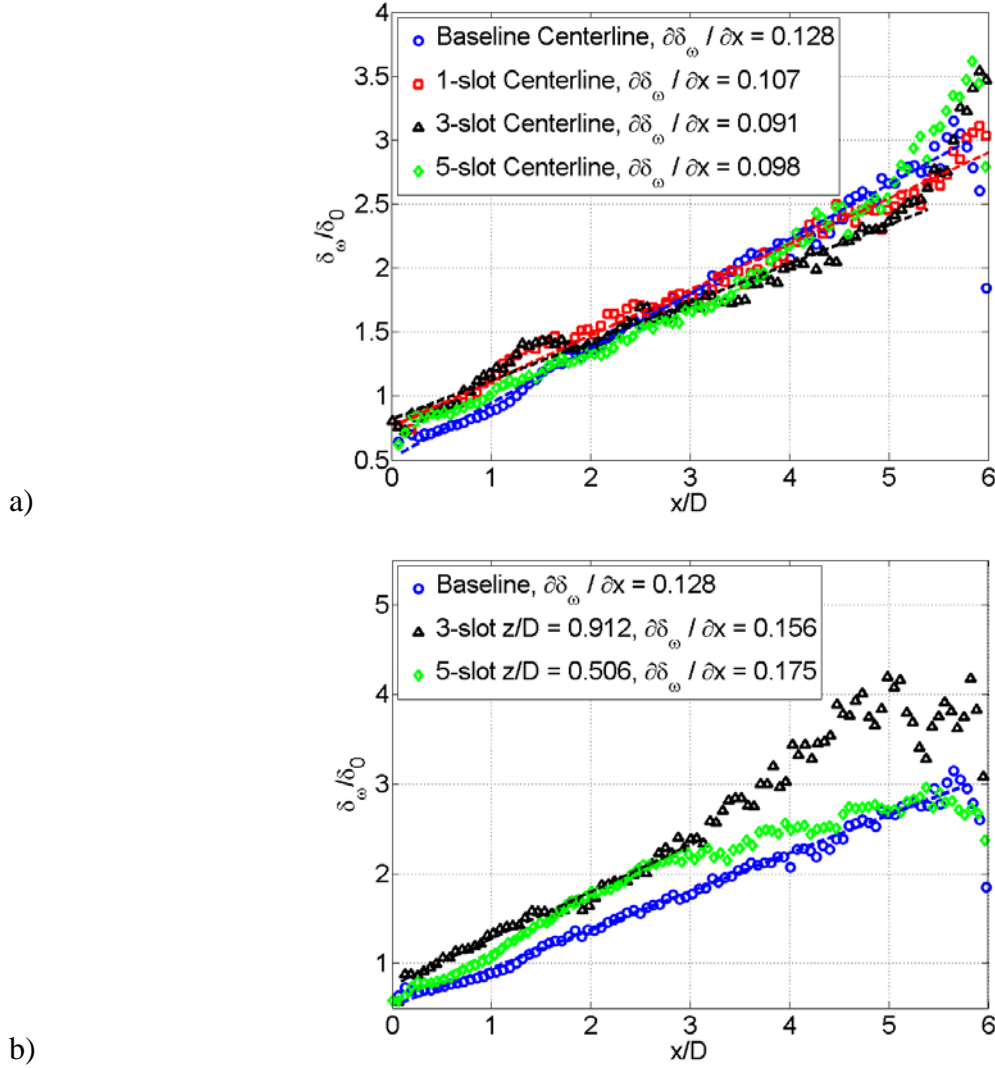 4
3.5
3
2.5
2
1.5
1
0.5
δω/δ0
Baseline Centerline, ∂δω / ∂x = 0.128
1-slot Centerline, ∂δω / ∂x = 0.107
3-slot Centerline, ∂δω / ∂x = 0.091
5-slot Centerline, ∂δω / ∂x = 0.098
0 1 2 3 4 5 6
x/D
a)
5
4
3
2
1
δω/δ0
Baseline, ∂δω / ∂x = 0.128
3-slot z/D = 0.912, ∂δω / ∂x = 0.156
5-slot z/D = 0.506, ∂δω / ∂x = 0.175
0 1 2 3 4 5 6
x/D
b)